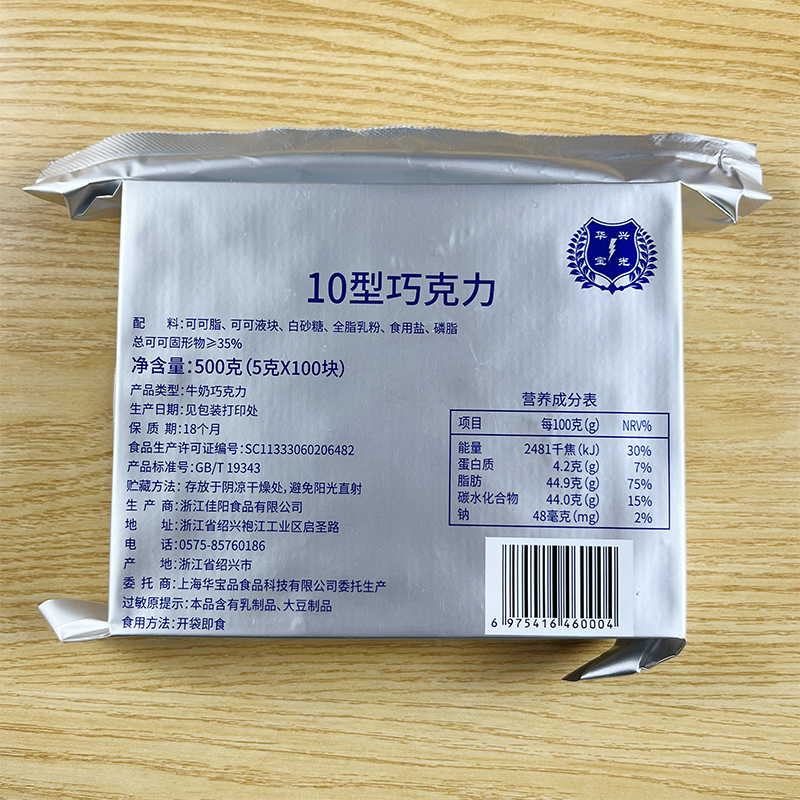 华 兴
宝 光
10型巧克力
配 料:可可脂、可可液块、白砂糖、全脂乳粉、食用盐、磷脂
总可可固形物≥35%
净含量:500克(5克X100块)
产品类型:牛奶巧克力
生产日期:见包装打印处
保 质 期:18个月
食品生产许可证编号:SC11333060206482
产品标准号:GB/T 19343
贮藏方法: 存放于阴凉干燥处,避免阳光直射
生 产 商:浙江佳阳食品有限公司
地 址:浙江省绍兴袍江工业区启圣路
电 话:0575-85760186
产 地:浙江省绍兴市
委 托 商:上海华宝品食品科技有限公司委托生产
过敏原提示:本品含有乳制品、大豆制品
食用方法:开袋即食
营养成分表
项目 每100克(g) NRV%
能量 2481千焦(kJ) 30%
蛋白质 4.2克(g) 7%
脂肪 44.9克(g) 75%
碳水化合物 44.0克(g) 15%
钠 48毫克(mg) 2%
6 975416 460004